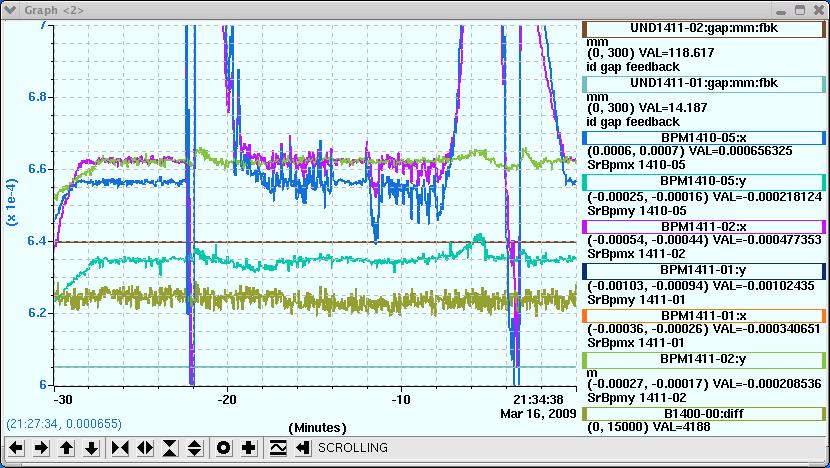 Graph <2>
7
6.8
6.6
6.4
6.2
6
(x 1e-4)
-30
-20
-10
21:34:38
Mar 16, 2009
(Minutes)
(21:27:34, 0.000655)
SCROLLING
UND1411-02:gap:mm:fbk
mm
(0, 300) VAL=118.617
id gap feedback
UND1411-01:gap:mm:fbk
mm
(0, 300) VAL=14.187
id gap feedback
BPM1410-05:x
(0.0006, 0.0007) VAL=0.000656325
SrBpmx 1410-05
BPM1410-05:y
(-0.00025, -0.00016) VAL=-0.000218124
SrBpmy 1410-05
BPM1411-02:x
(-0.00054, -0.00044) VAL=-0.000477353
SrBpmx 1411-02
BPM1411-01:y
(-0.00103, -0.00094) VAL=-0.00102435
SrBpmy 1411-01
BPM1411-01:x
(-0.00036, -0.00026) VAL=-0.000340651
SrBpmx 1411-01
BPM1411-02:y
m
(-0.00027, -0.00017) VAL=-0.000208536
SrBpmy 1411-02
B1400-00:diff
(0, 15000) VAL=4188